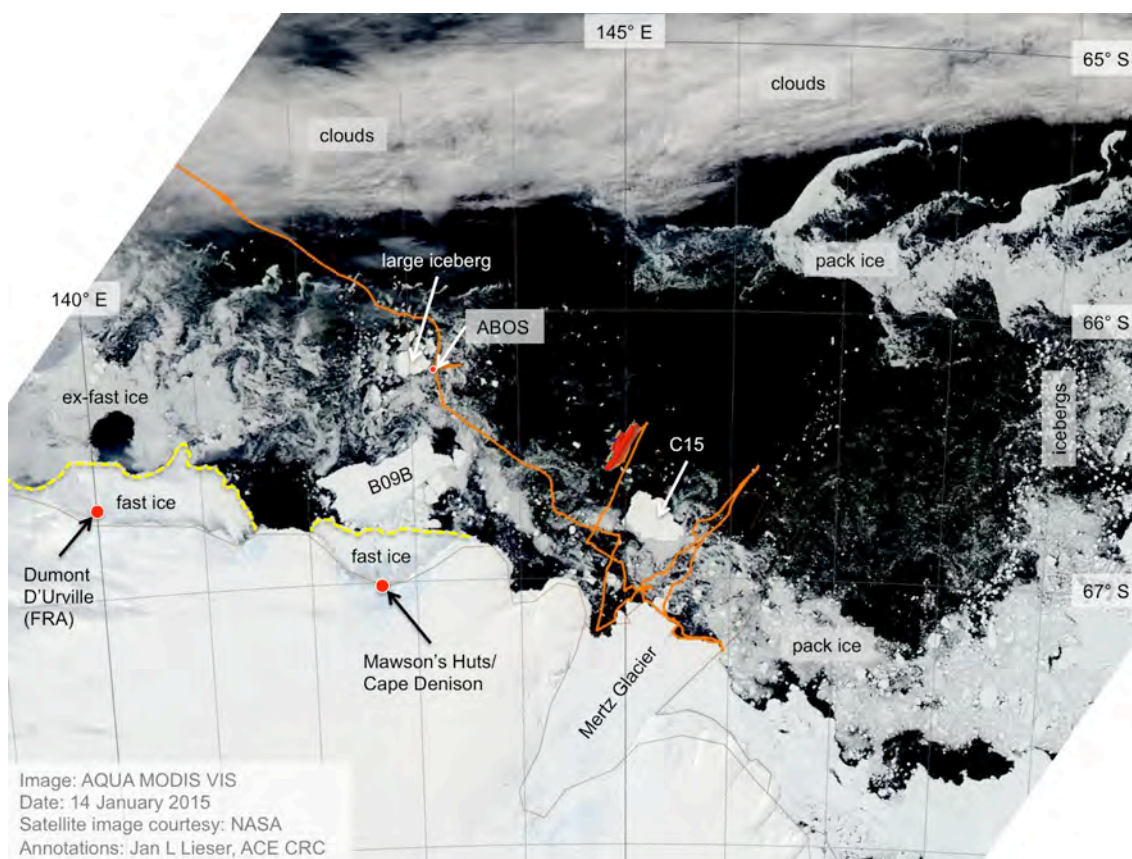 145° E
65° S
clouds
clouds
large iceberg
pack ice
140° E
ABOS
66° S
ex-fast ice
icebergs
C15
B09B
fast ice
fast ice
Dumont
D'Urville
(FRA)
67° S
Mawson's Huts/
Cape Denison
pack ice
Mertz Glacier
Image: AQUA MODIS VIS
Date: 14 January 2015
Satellite image courtesy: NASA
Annotations: Jan L Lieser, ACE CRC